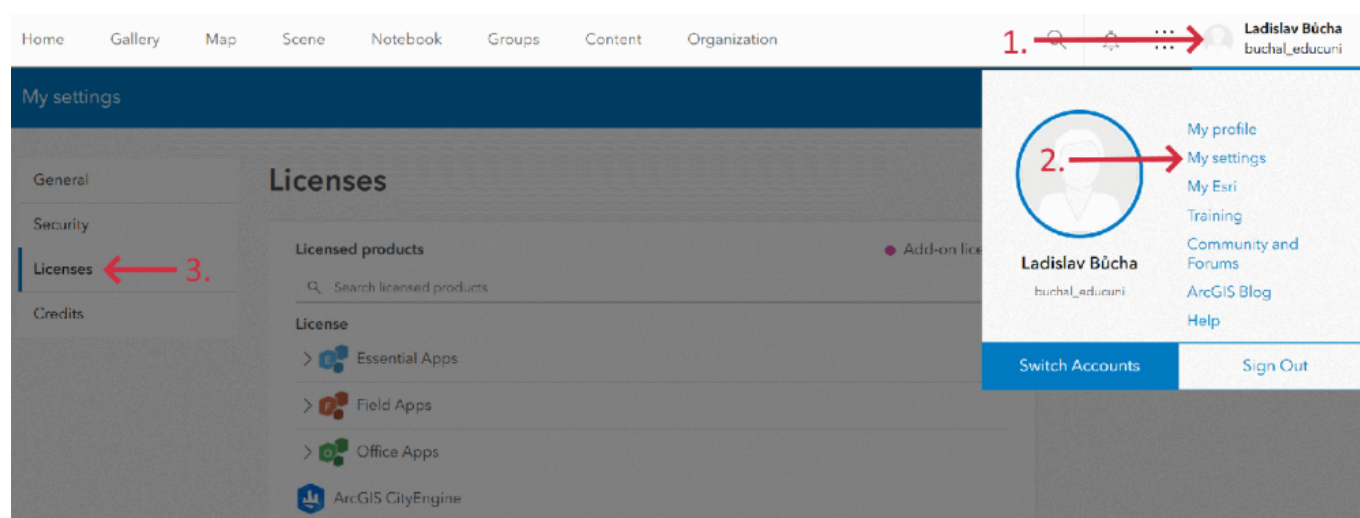 Home Gallery Map Scene Notebook Groups Content Organization 1. Ladislav Bůcha
buchal_educuni
My settings
My profile
2. My settings
My Esri
Training
Community and
Forums
ArcGIS Blog
Help
Ladislav Bůcha
buchal_educuni
Switch Accounts Sign Out
General
Security
Licenses 3.
Credits
Licenses
Licensed products Add-on lice
Search licensed products
License
Essential Apps
Field Apps
Office Apps
ArcGIS CityEngine